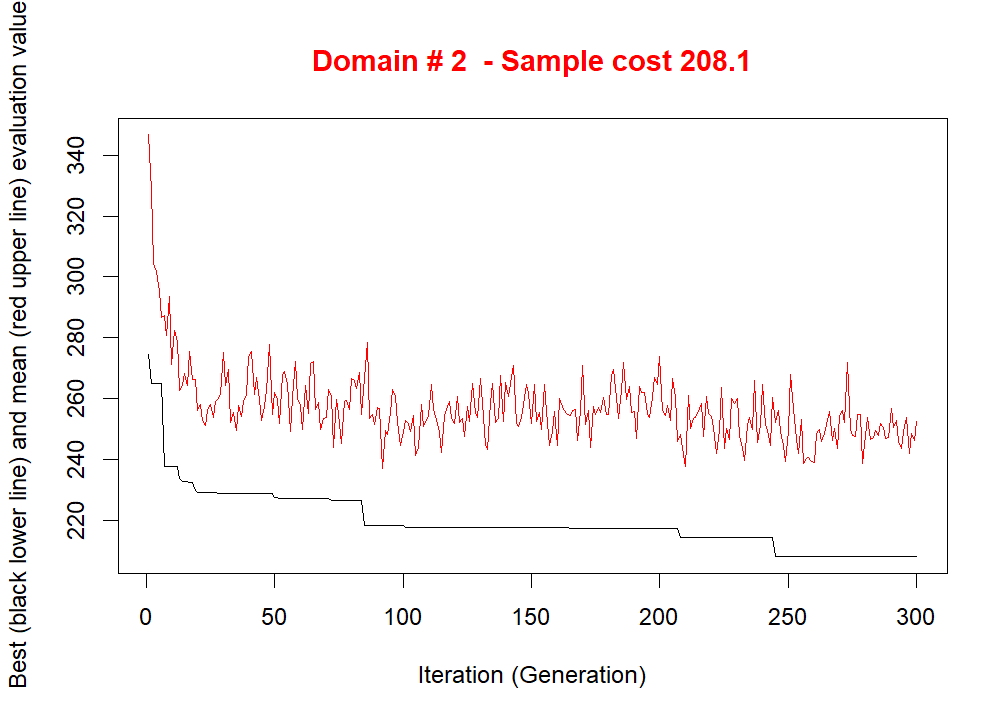 Domain # 2  - Sample cost 208.1
Best (black lower line) and mean (red upper line) evaluation value
340
320
300
280
260
240
220
0 50 100 150 200 250 300
Iteration (Generation)